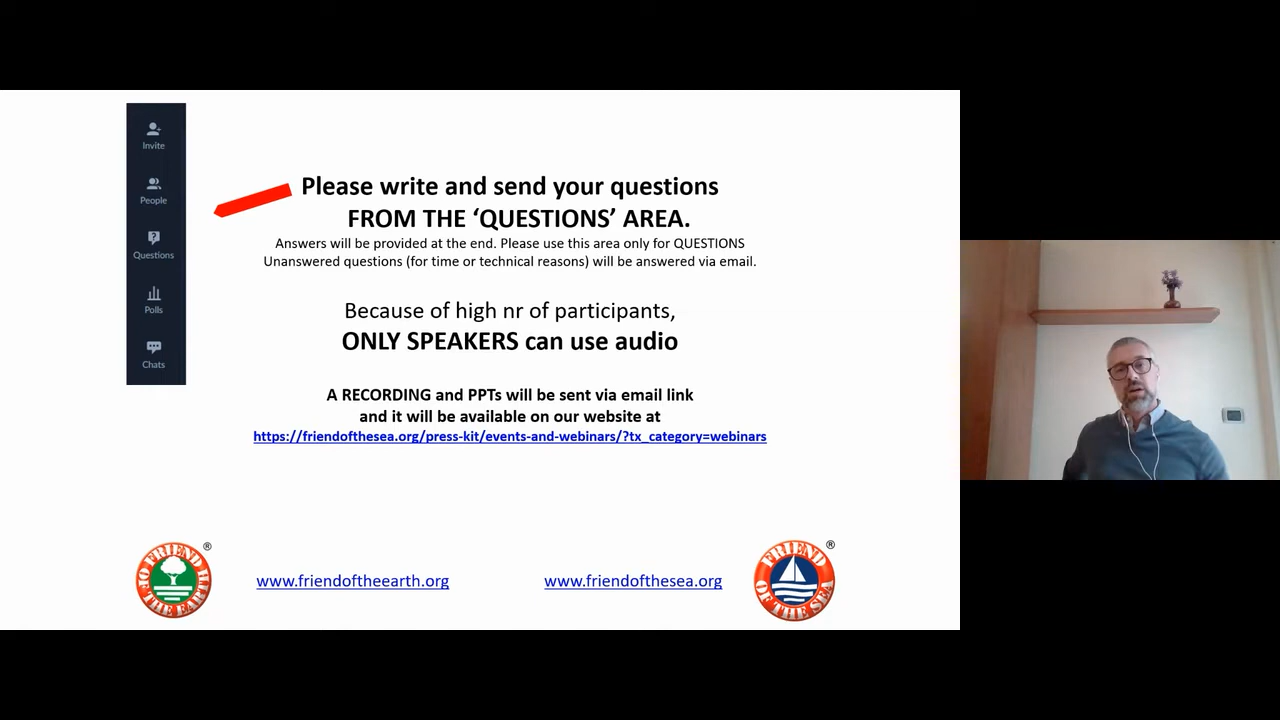 Invite
People
Questions
Polls
Chats
Please write and send your questions
FROM THE ‘QUESTIONS’ AREA.
Answers will be provided at the end. Please use this area only for QUESTIONS
Unanswered questions (for time or technical reasons) will be answered via email.
Because of high nr of participants,
ONLY SPEAKERS can use audio
A RECORDING and PPTs will be sent via email link
and it will be available on our website at
https://friendofthesea.org/press-kit/events-and-webinars/?tx_category=webinars
FRIEND OF THE EARTH ®
www.friendoftheearth.org
www.friendofthesea.org
FRIEND OF THE SEA ®